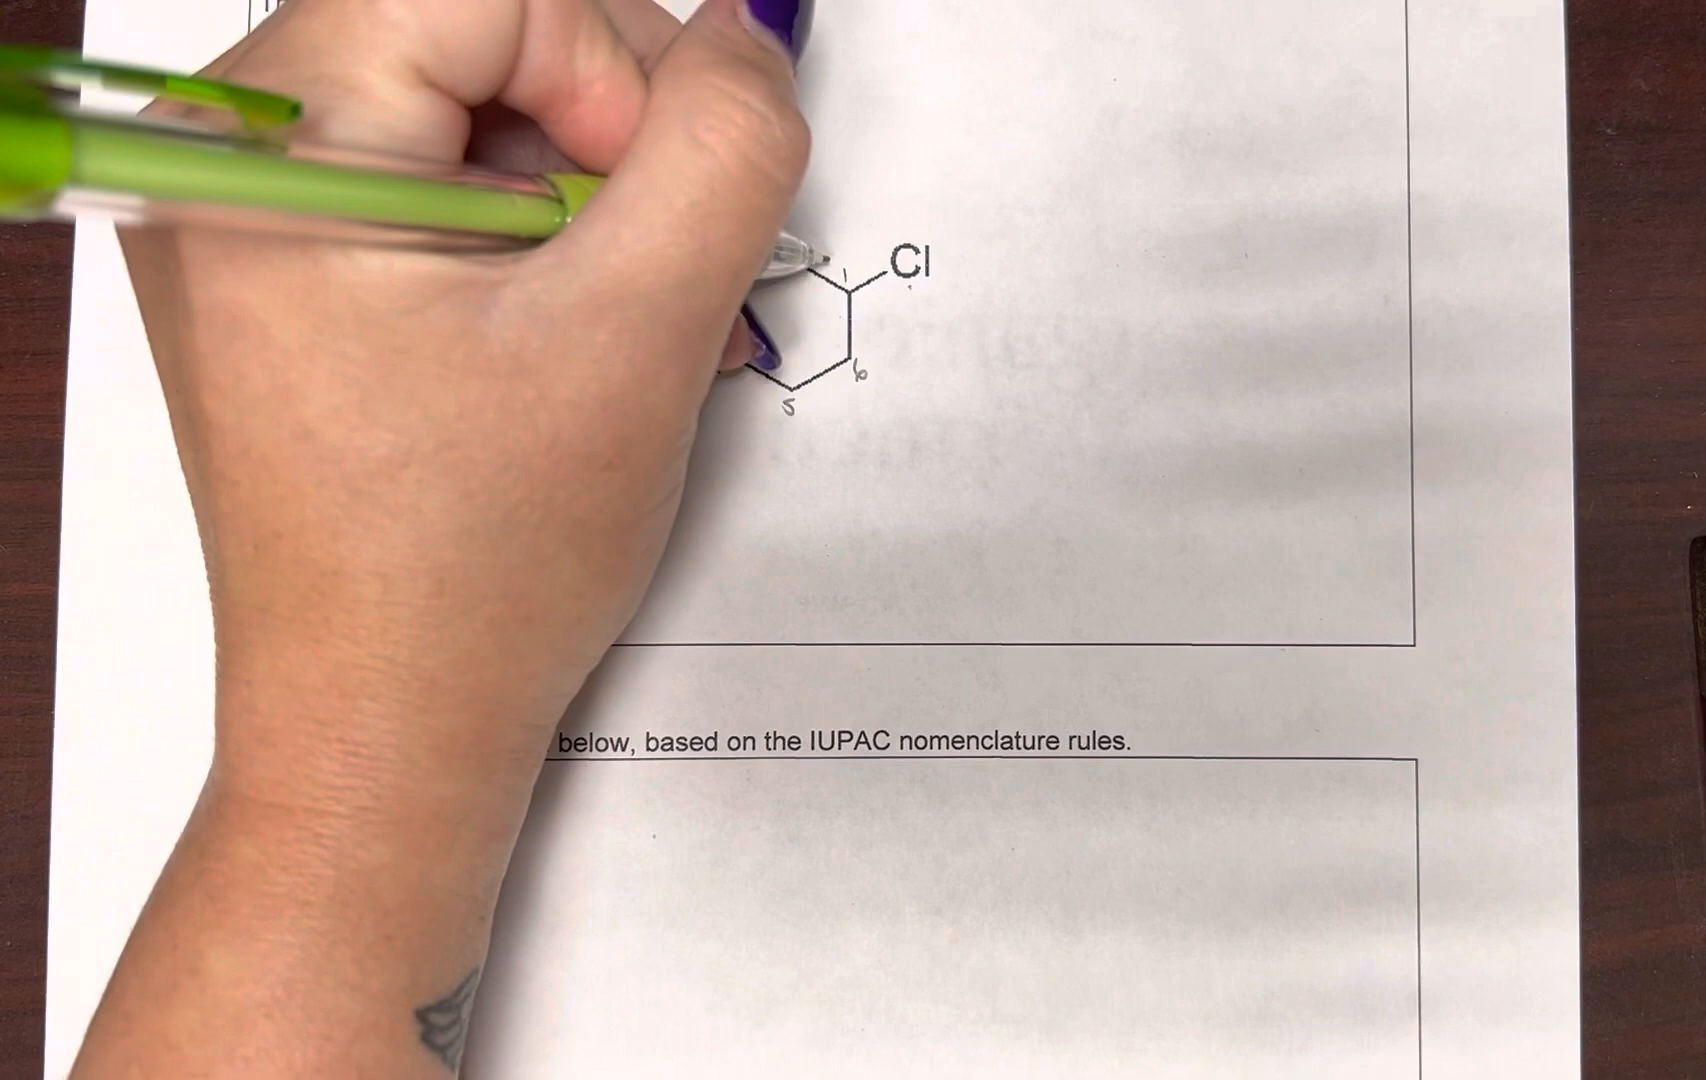 Cl
1
6
5
below, based on the IUPAC nomenclature rules.